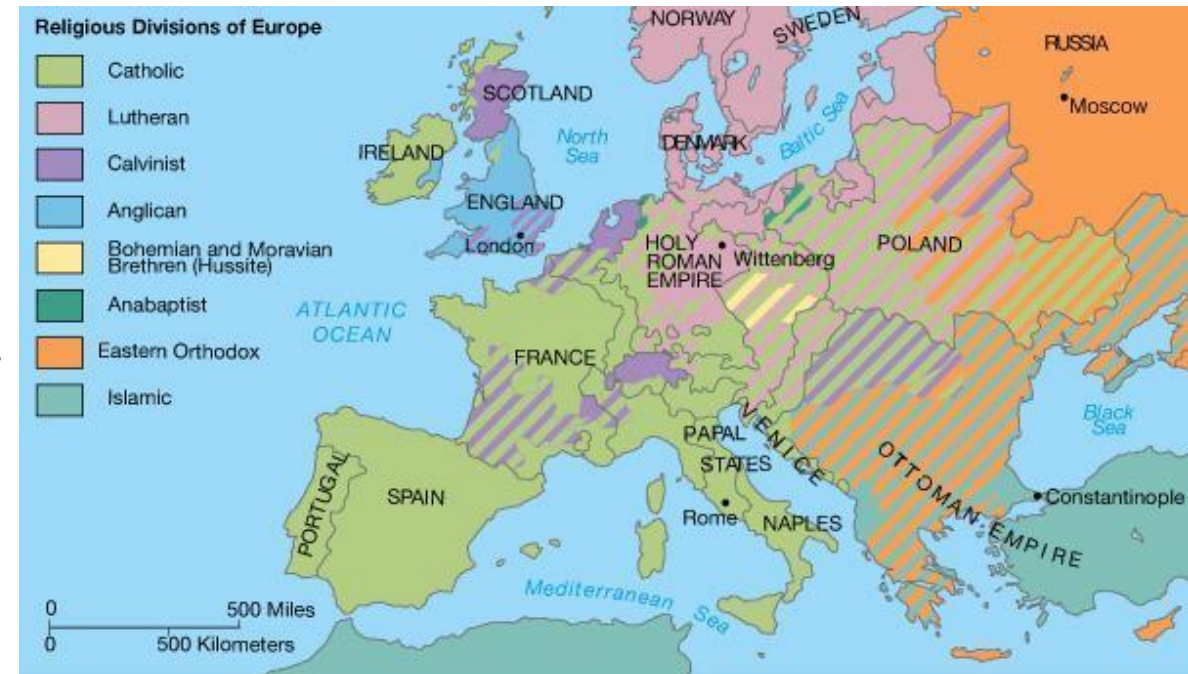 Religious Divisions of Europe
Catholic
Lutheran
Calvinist
Anglican
Bohemian and Moravian
Brethren (Hussite)
Anabaptist
Eastern Orthodox
Islamic
NORWAY
SWEDEN
RUSSIA
Moscow
SCOTLAND
North
Sea
DENMARK
Baltic Sea
IRELAND
ENGLAND
London
HOLY
ROMAN
EMPIRE
Wittenberg
POLAND
ATLANTIC
OCEAN
FRANCE
Black
Sea
PAPAL
STATES
VENICE
OTTOMAN EMPIRE
PORTUGAL
SPAIN
Rome
NAPLES
Constantinople
Mediterranean Sea
0 500 Miles
0 500 Kilometers